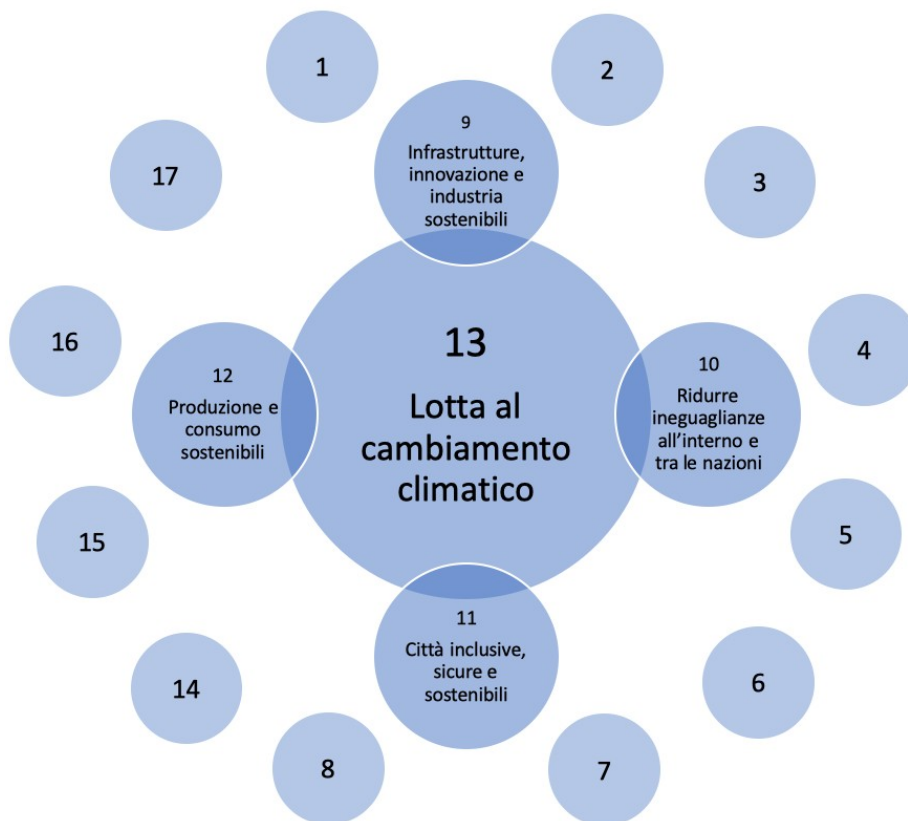 1
2
9
Infrastrutture,
innovazione e
industria
sostenibili
17
3
16
4
13
Lotta al
cambiamento
climatico
12
Produzione e
consumo
sostenibili
10
Ridurre
ineguaglianze
all'interno e
tra le nazioni
15
5
11
Città inclusive,
sicure e
sostenibili
14
6
8
7